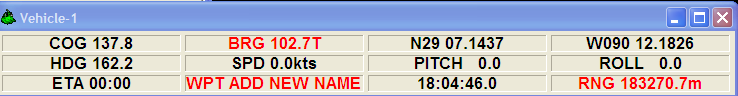 Vehicle-1
COG 137.8 BRG 102.7T N29 07.1437 W090 12.1826
HDG 162.2 SPD 0.0kts PITCH 0.0 ROLL 0.0
ETA 00:00 WPT ADD NEW NAME 18:04:46.0 RNG 183270.7m